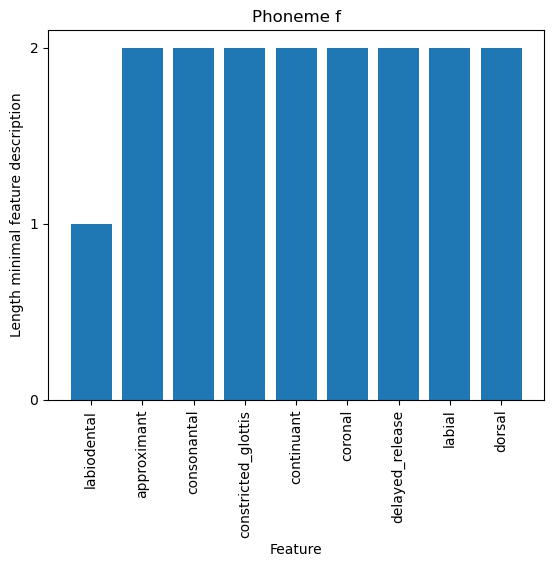 Phoneme f
Length minimal feature description
2
1
0
labiodental
approximant
consonantal
constricted_glottis
continuant
coronal
delayed_release
labial
dorsal
Feature